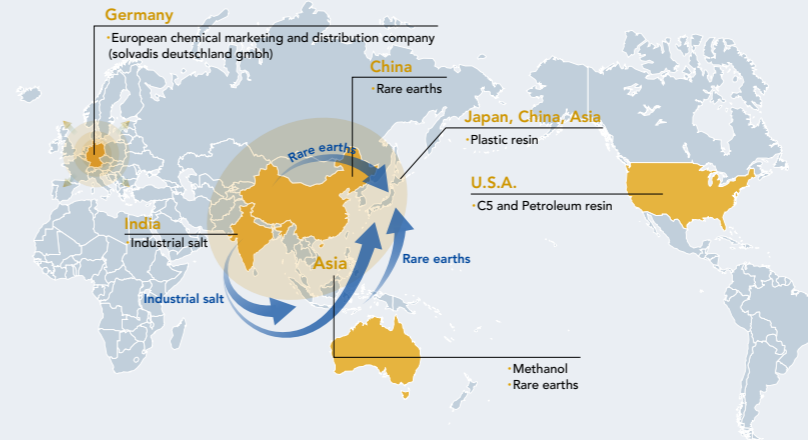 Germany
·European chemical marketing and distribution company
(solvadis deutschland gmbh)
China
·Rare earths
Japan, China, Asia
·Plastic resin
Rare earths
U.S.A.
·C5 and Petroleum resin
India
·Industrial salt
Asia
Rare earths
Industrial salt
·Methanol
·Rare earths